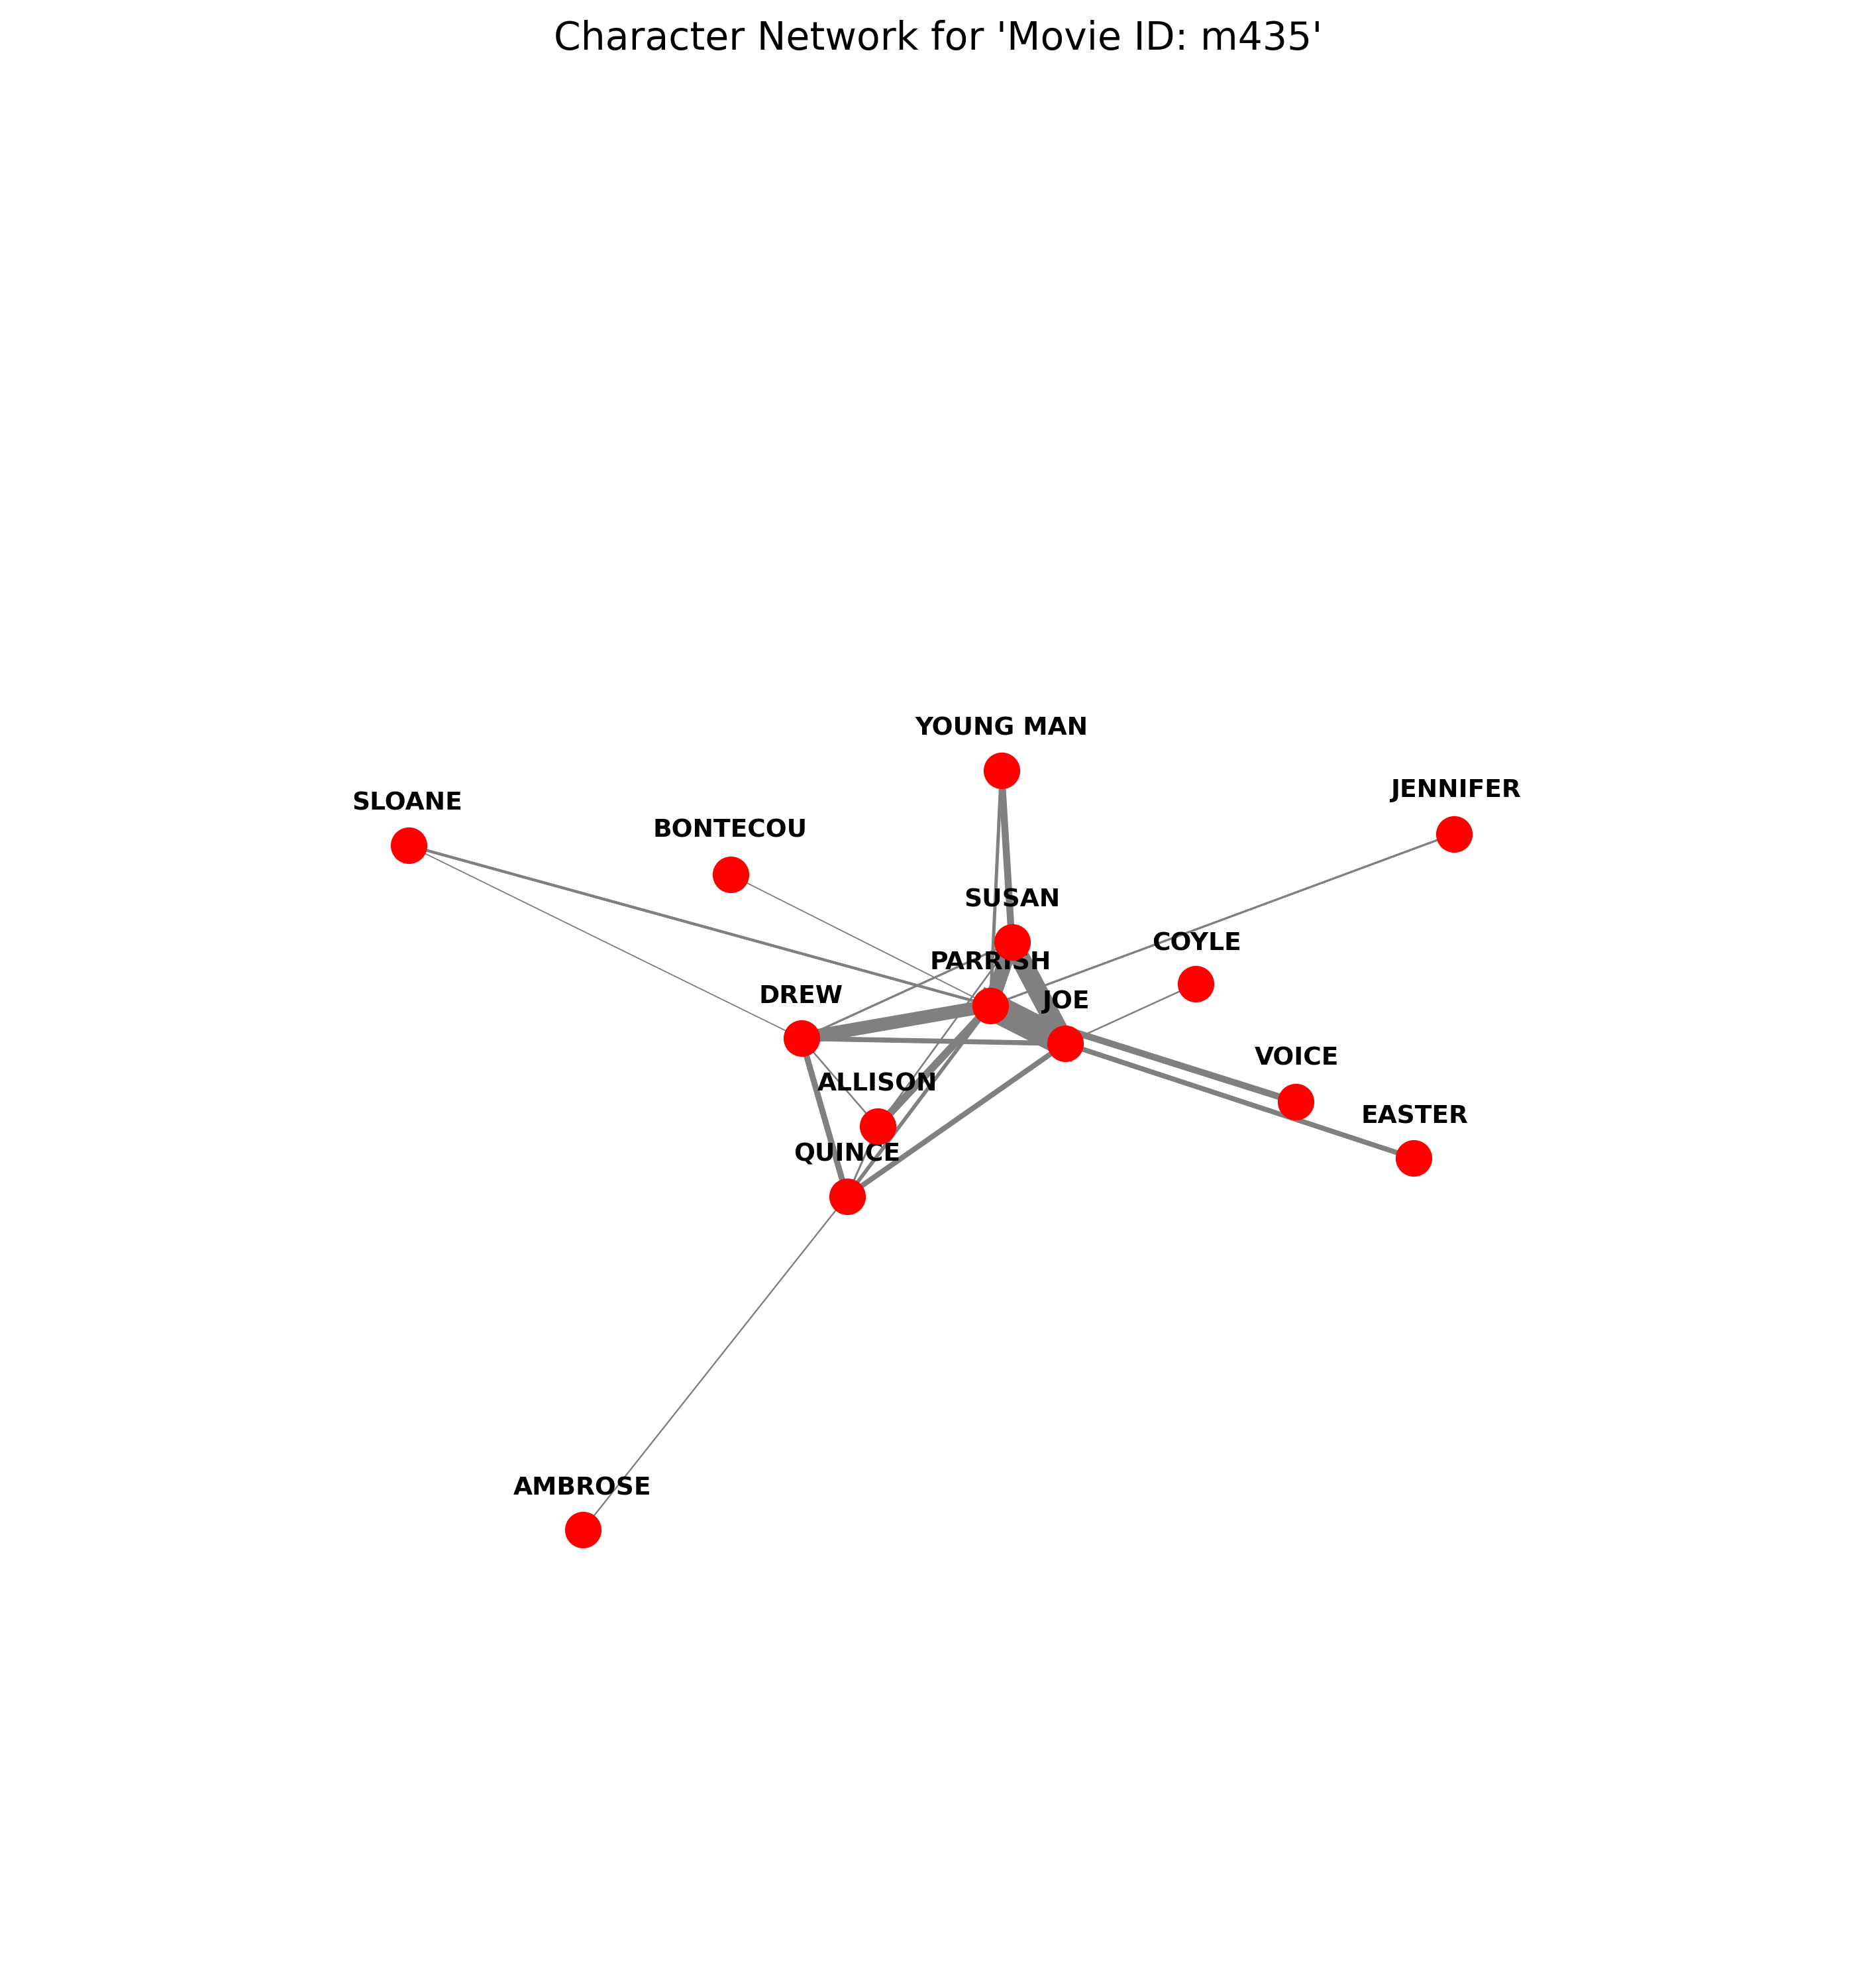 Character Network for 'Movie ID: m435'
YOUNG MAN
JENNIFER
SLOANE
BONTECOU
SUSAN
COYLE
PARRISH
DREW
JOE
VOICE
ALLISON
EASTER
QUINCE
AMBROSE